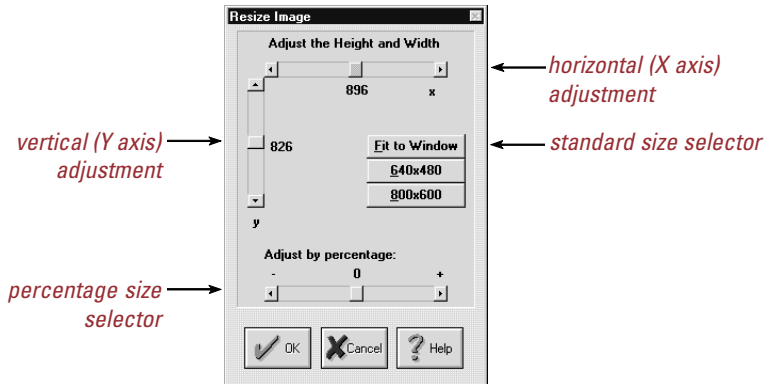 Resize Image
Adjust the Height and Width
896 x
horizontal (X axis)
adjustment
vertical (Y axis)
adjustment
826
Fit to Window
standard size selector
640x480
800x600
y
Adjust by percentage:
- 0 +
percentage size
selector
OK Cancel Help